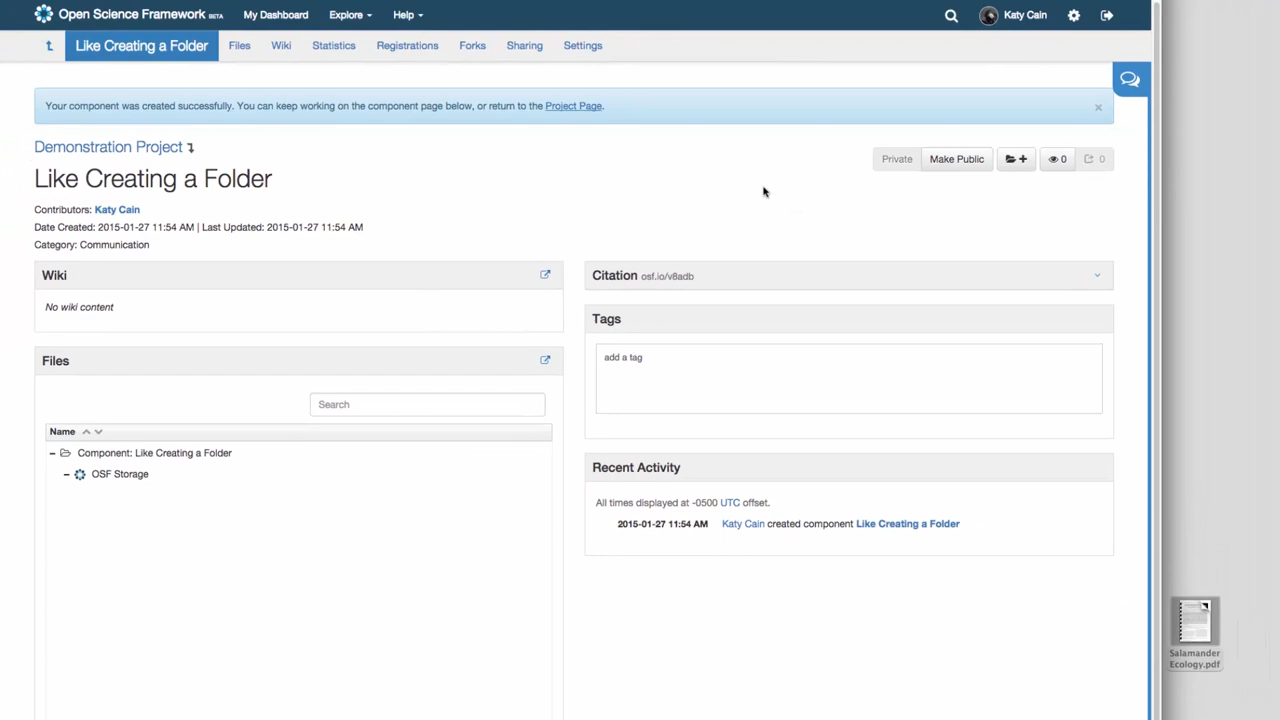 Open Science Framework BETA My Dashboard Explore Help Katy Cain
Like Creating a Folder Files Wiki Statistics Registrations Forks Sharing Settings
Your component was created successfully. You can keep working on the component page below, or return to the Project Page. ×
Demonstration Project
Private Make Public + 0 0
Like Creating a Folder
Contributors: Katy Cain
Date Created: 2015-01-27 11:54 AM | Last Updated: 2015-01-27 11:54 AM
Category: Communication
Wiki
No wiki content
Files
Search
Name
Component: Like Creating a Folder
OSF Storage
Citation osf.io/v8adb
Tags
add a tag
Recent Activity
All times displayed at -0500 UTC offset.
2015-01-27 11:54 AM Katy Cain created component Like Creating a Folder
Salamander
Ecology.pdf